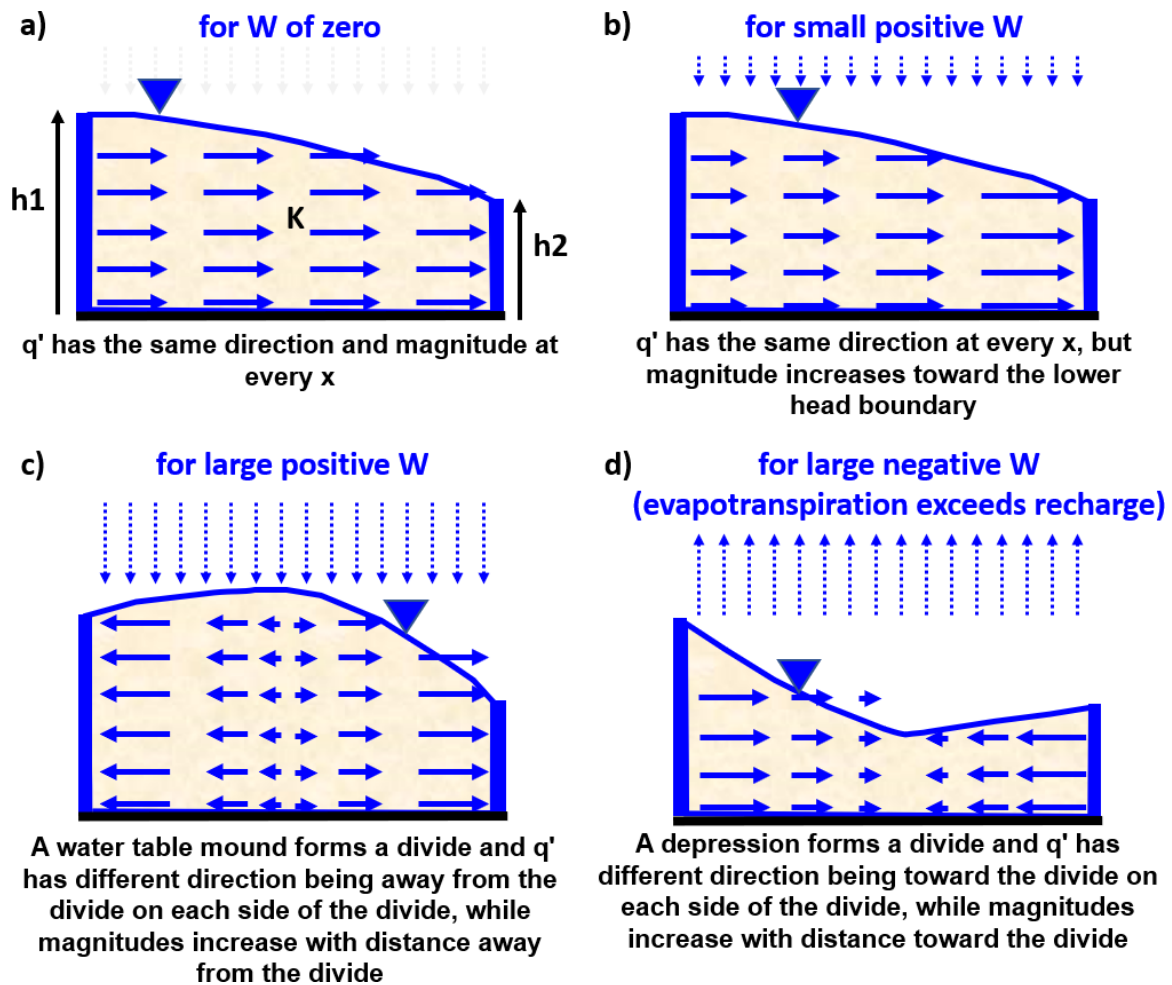 a)
for W of zero
h1
K
h2
q' has the same direction and magnitude at
every x
b)
for small positive W
q' has the same direction at every x, but
magnitude increases toward the lower
head boundary
c)
for large positive W
A water table mound forms a divide and q'
has different direction being away from the
divide on each side of the divide, while
magnitudes increase with distance away
from the divide
d)
for large negative W
(evapotranspiration exceeds recharge)
A depression forms a divide and q' has
different direction being toward the divide on
each side of the divide, while magnitudes
increase with distance toward the divide